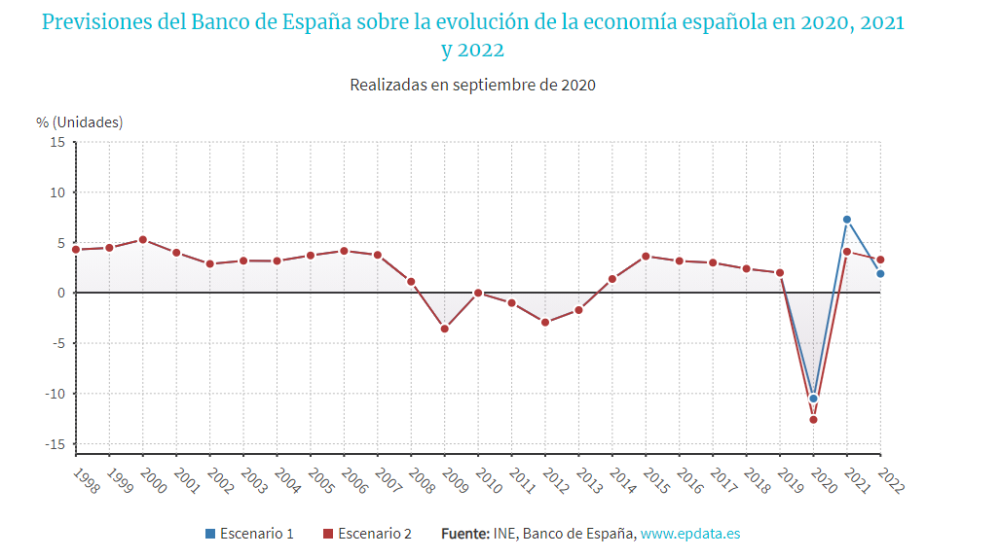 Previsiones del Banco de España sobre la evolución de la economía española en 2020, 2021
y 2022
Realizadas en septiembre de 2020
% (Unidades)
15
10
5
0
-5
-10
-15
1998 1999 2000 2001 2002 2003 2004 2005 2006 2007 2008 2009 2010 2011 2012 2013 2014 2015 2016 2017 2018 2019 2020 2021 2022
Escenario 1 Escenario 2 Fuente: INE, Banco de España, www.epdata.es